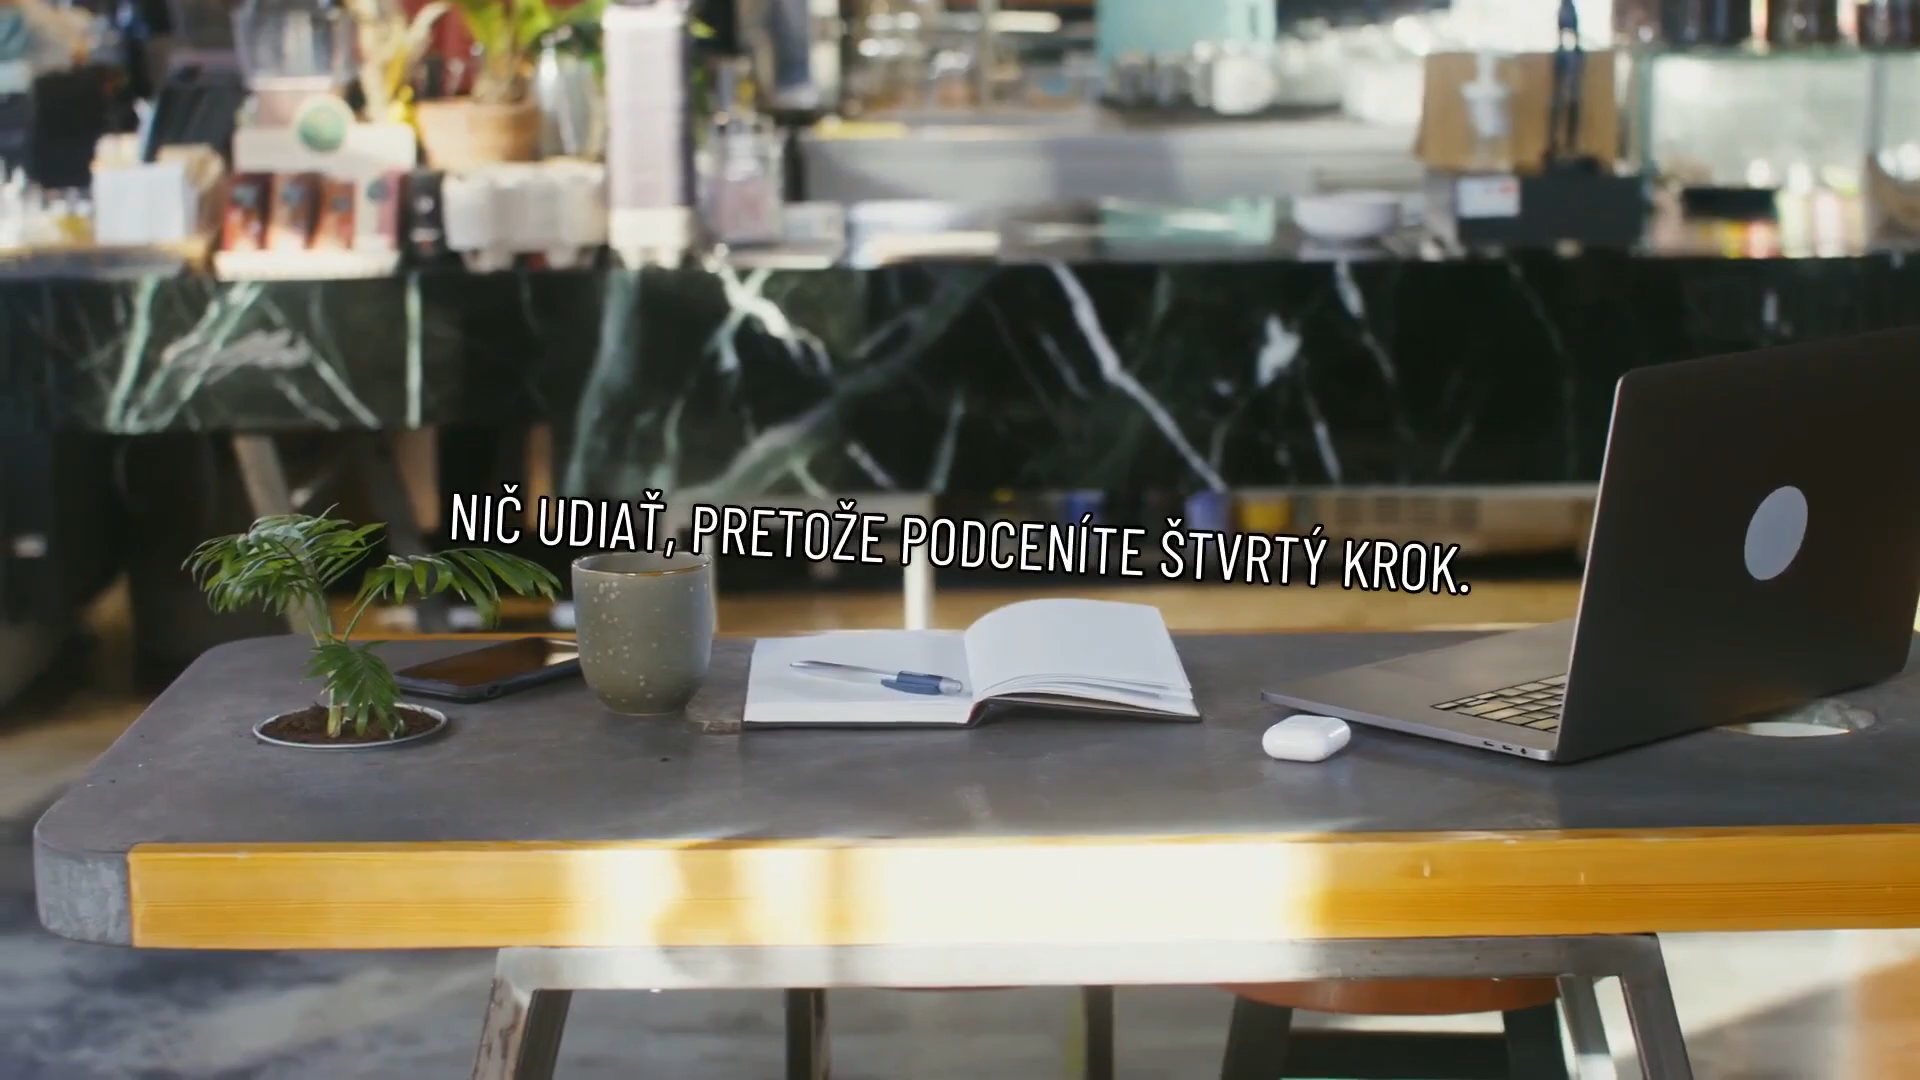 NIČ UDIAŤ, PRETOŽE PODCENÍTE ŠTVRTÝ KROK.